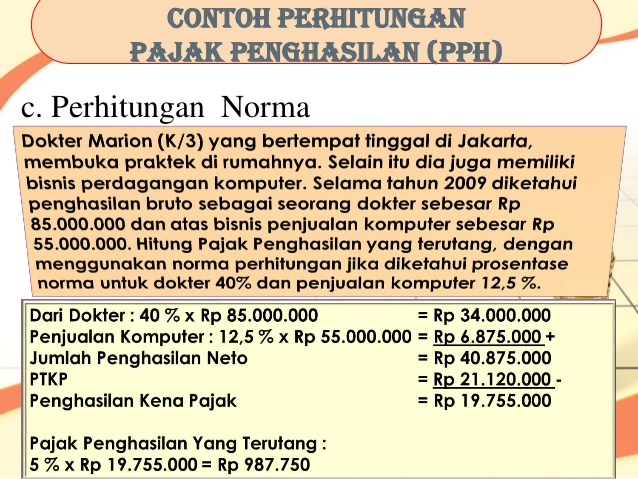 CONTOH PERHITUNGAN
PAJAK PENGHASILAN (PPH)
c. Perhitungan Norma
Dokter Marion (K/3) yang bertempat tinggal di Jakarta,
membuka praktek di rumahnya. Selain itu dia juga memiliki
bisnis perdagangan komputer. Selama tahun 2009 diketahui
penghasilan bruto sebagai seorang dokter sebesar Rp
85.000.000 dan atas bisnis penjualan komputer sebesar Rp
55.000.000. Hitung Pajak Penghasilan yang terutang, dengan
menggunakan norma perhitungan jika diketahui prosentase
norma untuk dokter 40% dan penjualan komputer 12,5 %.
Dari Dokter : 40 % x Rp 85.000.000 = Rp 34.000.000
Penjualan Komputer : 12,5 % x Rp 55.000.000 = Rp 6.875.000 +
Jumlah Penghasilan Neto = Rp 40.875.000
PTKP = Rp 21.120.000 -
Penghasilan Kena Pajak = Rp 19.755.000
Pajak Penghasilan Yang Terutang :
5 % x Rp 19.755.000 = Rp 987.750